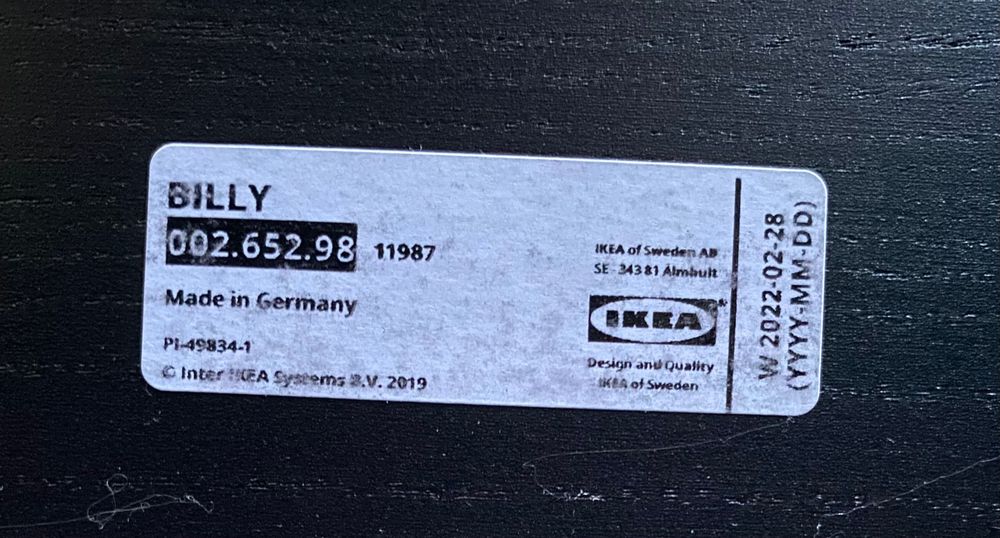 BILLY
002.652.98 11987
Made in Germany
PI-49834-1
© Inter IKEA Systems B.V. 2019
IKEA of Sweden AB
SE - 343 81 Älmhult
IKEA®
Design and Quality
IKEA of Sweden
W 2022-02-28
(YYYY-MM-DD)